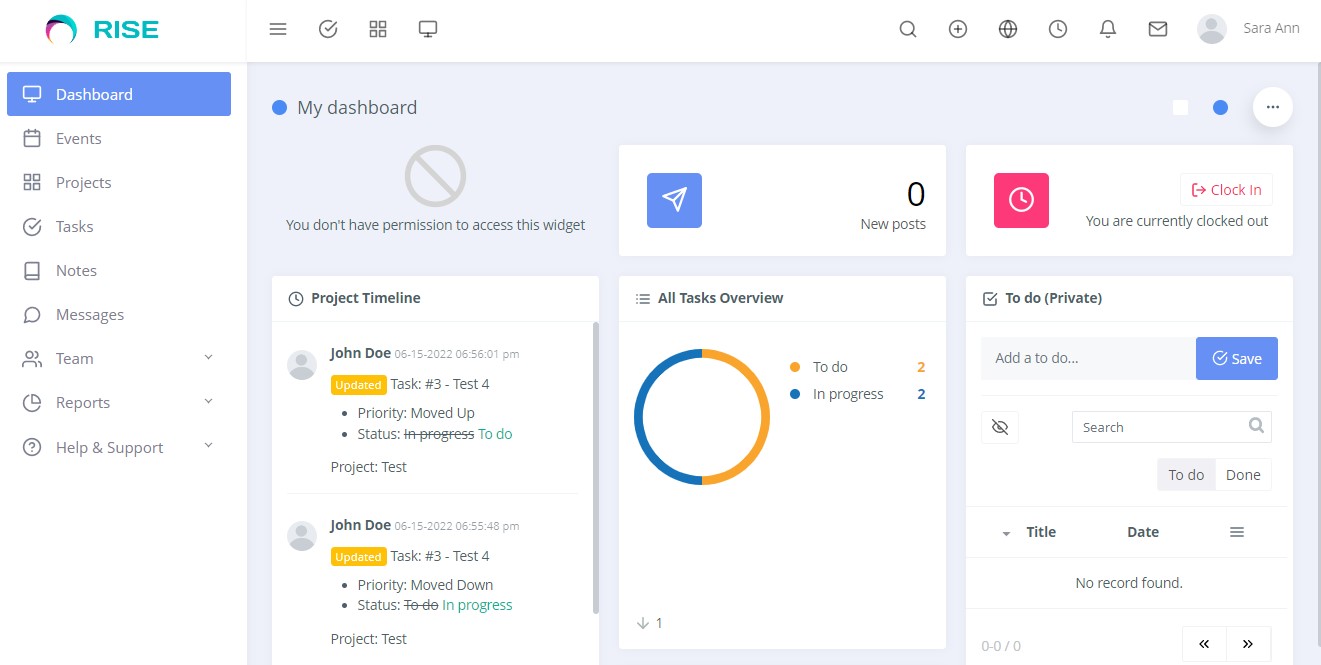 RISE
Sara Ann
Dashboard
Events
Projects
Tasks
Notes
Messages
Team
Reports
Help & Support
My dashboard
You don't have permission to access this widget
0
New posts
Clock In
You are currently clocked out
Project Timeline
John Doe 06-15-2022 06:56:01 pm
Updated Task: #3 - Test 4
• Priority: Moved Up
• Status: In progress To do
Project: Test
John Doe 06-15-2022 06:55:48 pm
Updated Task: #3 - Test 4
• Priority: Moved Down
• Status: To do In progress
Project: Test
All Tasks Overview
To do 2
In progress 2
1
To do (Private)
Add a to do...
Save
Search
To do Done
Title Date
No record found.
0-0 / 0
« »